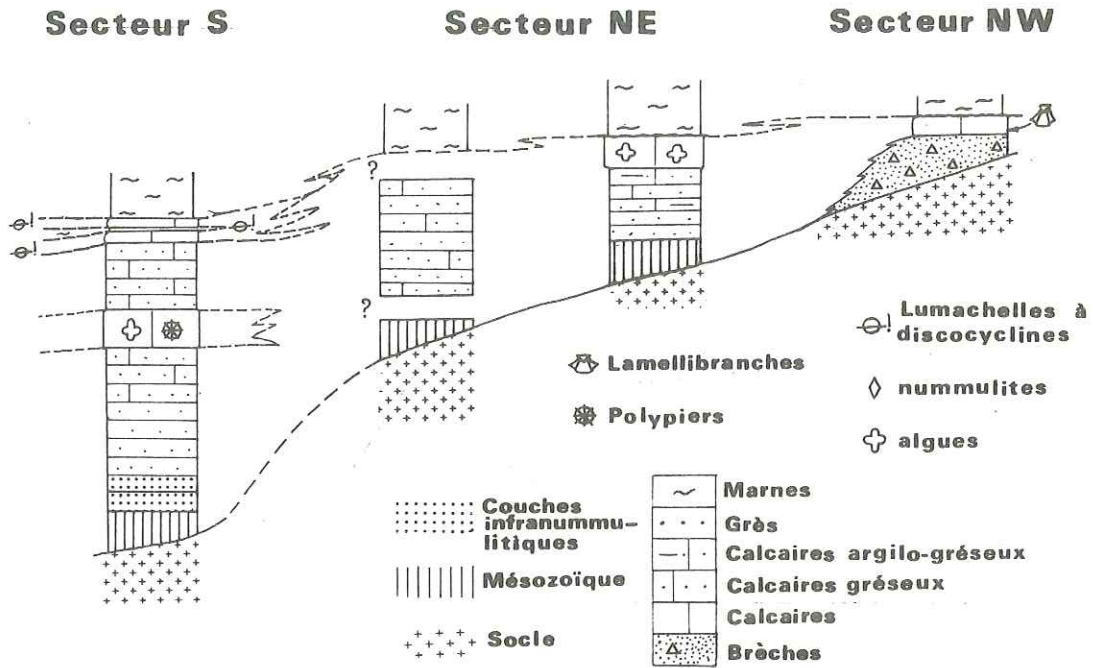 Secteur S
Secteur NE
Secteur NW
?
?
Lamellibranches
Polypiers
Lumachelles à
discocyclines
nummulites
algues
Couches
infranummu-
litiques
Mésozoïque
Socle
Marnes
Grès
Calcaires argilo-gréseux
Calcaires gréseux
Calcaires
Brèches